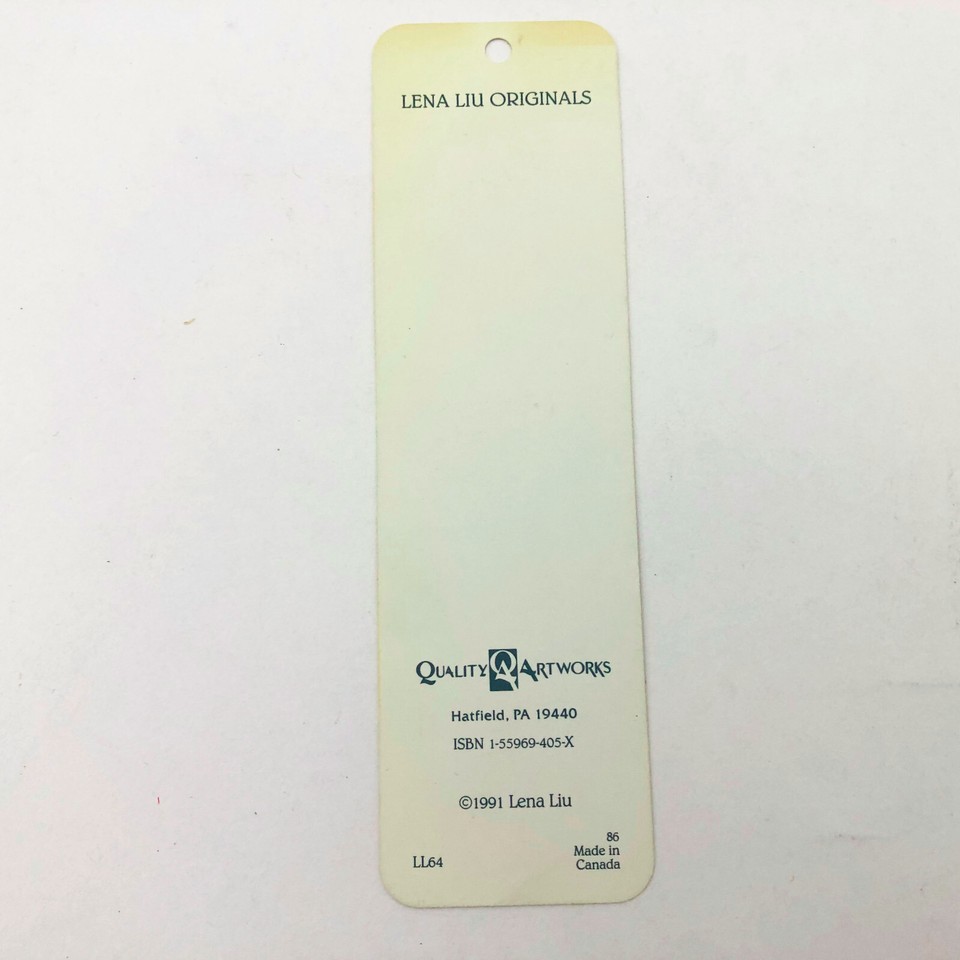 LENA LIU ORIGINALS
QUALITY QA ARTWORKS
Hatfield, PA 19440
ISBN 1-55969-405-X
©1991 Lena Liu
86
LL64 Made in
Canada